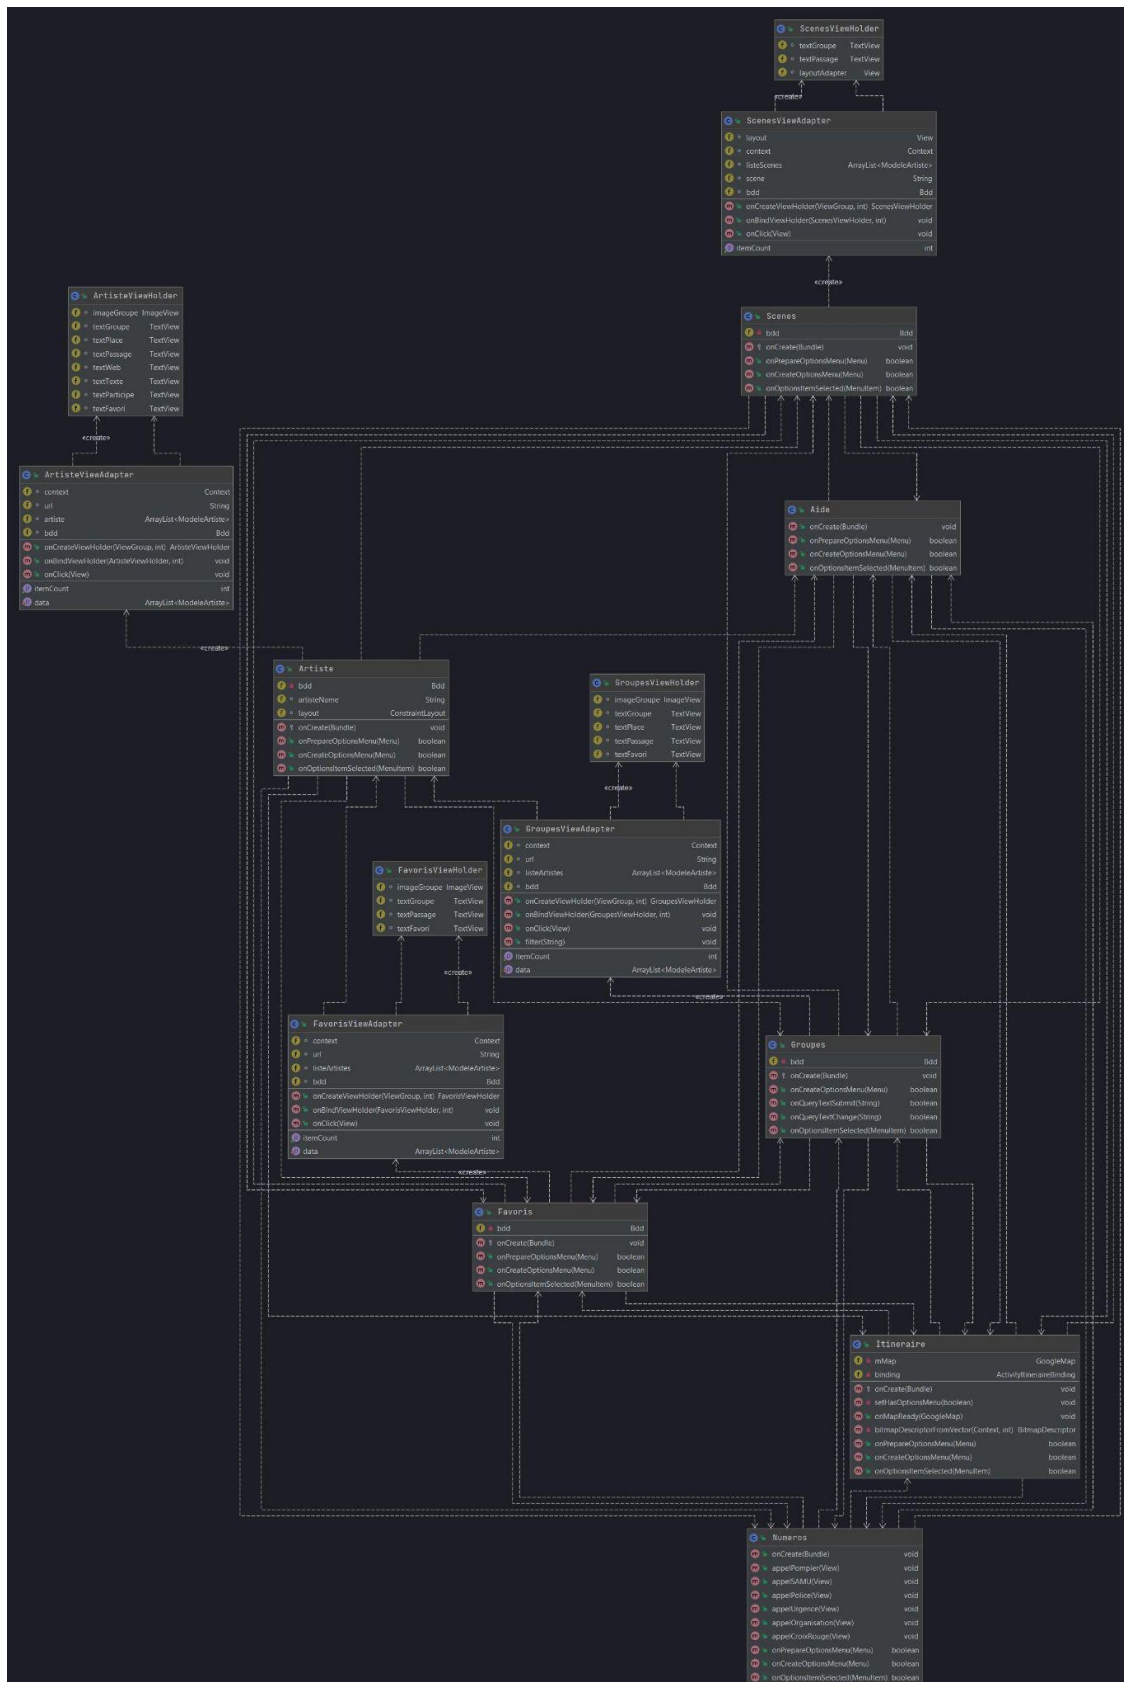 ScenesViewHolder
textGroupe TextView
textPassage TextView
layoutAdapter View
«create»
ScenesViewAdapter
layout View
context Context
listeScenes ArrayList<ModeleArtiste>
scene String
bdd Bdd
onCreateViewHolder(ViewGroup, int) ScenesViewHolder
onBindViewHolder(ScenesViewHolder, int) void
onClick(View) void
itemCount int
«create»
Scenes
bdd Bdd
onCreate(Bundle) void
onPrepareOptionsMenu(Menu) boolean
onCreateOptionsMenu(Menu) boolean
onOptionsItemSelected(MenuItem) boolean
ArtisteViewHolder
imageGroupe ImageView
textGroupe TextView
textPlace TextView
textPassage TextView
textWeb TextView
textTexte TextView
textParticipe TextView
textFavori TextView
«create»
ArtisteViewAdapter
context Context
url String
artiste ArrayList<ModeleArtiste>
bdd Bdd
onCreateViewHolder(ViewGroup, int) ArtisteViewHolder
onBindViewHolder(ArtisteViewHolder, int) void
onClick(View) void
itemCount int
data ArrayList<ModeleArtiste>
«create»
Aide
onCreate(Bundle) void
onPrepareOptionsMenu(Menu) boolean
onCreateOptionsMenu(Menu) boolean
onOptionsItemSelected(MenuItem) boolean
Artiste
bdd Bdd
artisteName String
layout ConstraintLayout
onCreate(Bundle) void
onPrepareOptionsMenu(Menu) boolean
onCreateOptionsMenu(Menu) boolean
onOptionsItemSelected(MenuItem) boolean
GroupesViewHolder
imageGroupe ImageView
textGroupe TextView
textPlace TextView
textPassage TextView
textFavori TextView
«create»
GroupesViewAdapter
context Context
url String
listeArtistes ArrayList<ModeleArtiste>
bdd Bdd
onCreateViewHolder(ViewGroup, int) GroupesViewHolder
onBindViewHolder(GroupesViewHolder, int) void
onClick(View) void
filter(String) void
itemCount int
data ArrayList<ModeleArtiste>
«create»
FavorisViewHolder
imageGroupe ImageView
textGroupe TextView
textPassage TextView
textFavori TextView
«create»
FavorisViewAdapter
context Context
url String
listeArtistes ArrayList<ModeleArtiste>
bdd Bdd
onCreateViewHolder(ViewGroup, int) FavorisViewHolder
onBindViewHolder(FavorisViewHolder, int) void
onClick(View) void
itemCount int
data ArrayList<ModeleArtiste>
«create»
Groupes
bdd Bdd
onCreate(Bundle) void
onCreateOptionsMenu(Menu) boolean
onQueryTextSubmit(String) boolean
onQueryTextChange(String) boolean
onOptionsItemSelected(MenuItem) boolean
Favoris
bdd Bdd
onCreate(Bundle) void
onPrepareOptionsMenu(Menu) boolean
onCreateOptionsMenu(Menu) boolean
onOptionsItemSelected(MenuItem) boolean
Itineraire
mMap GoogleMap
binding ActivityItineraireBinding
onCreate(Bundle) void
setHasOptionsMenu(boolean) void
onMapReady(GoogleMap) void
bitmapDescriptorFromVector(Context, int) BitmapDescriptor
onPrepareOptionsMenu(Menu) boolean
onCreateOptionsMenu(Menu) boolean
onOptionsItemSelected(MenuItem) boolean
Numeros
onCreate(Bundle) void
appelPompier(View) void
appelSAMU(View) void
appelPolice(View) void
appelUrgence(View) void
appelOrganisation(View) void
appelCroixRouge(View) void
onPrepareOptionsMenu(Menu) boolean
onCreateOptionsMenu(Menu) boolean
onOptionsItemSelected(MenuItem) boolean